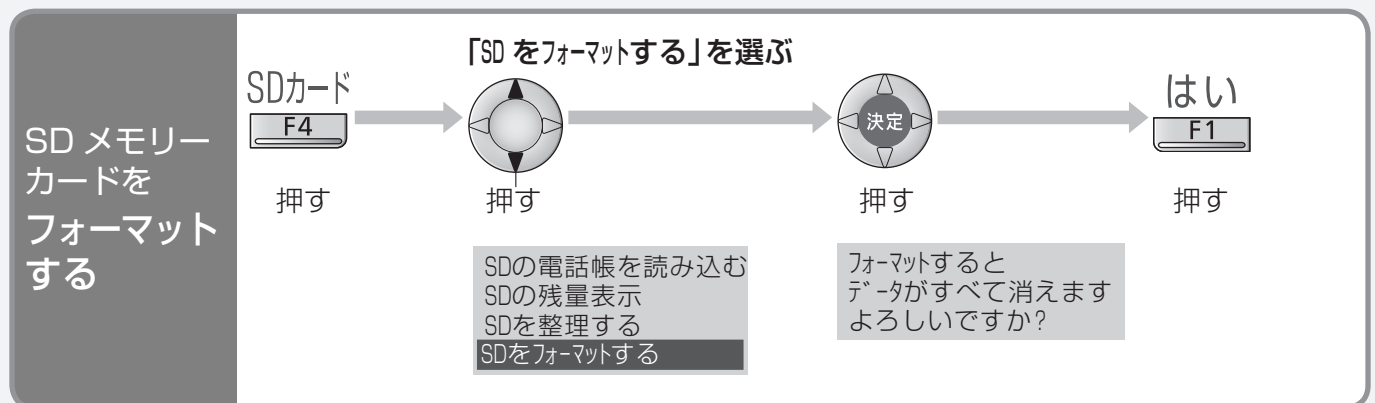 SD メモリー
カードを
フォーマット
する
SDカード
F4
押す
「SD をﾌｫｰﾏｯﾄする」を選ぶ
押す
SDの電話帳を読み込む
SDの残量表示
SDを整理する
SDをﾌｫｰﾏｯﾄする
決定
押す
ﾌｫｰﾏｯﾄすると
ﾃﾞｰﾀがすべて消えます
よろしいですか?
はい
F1
押す